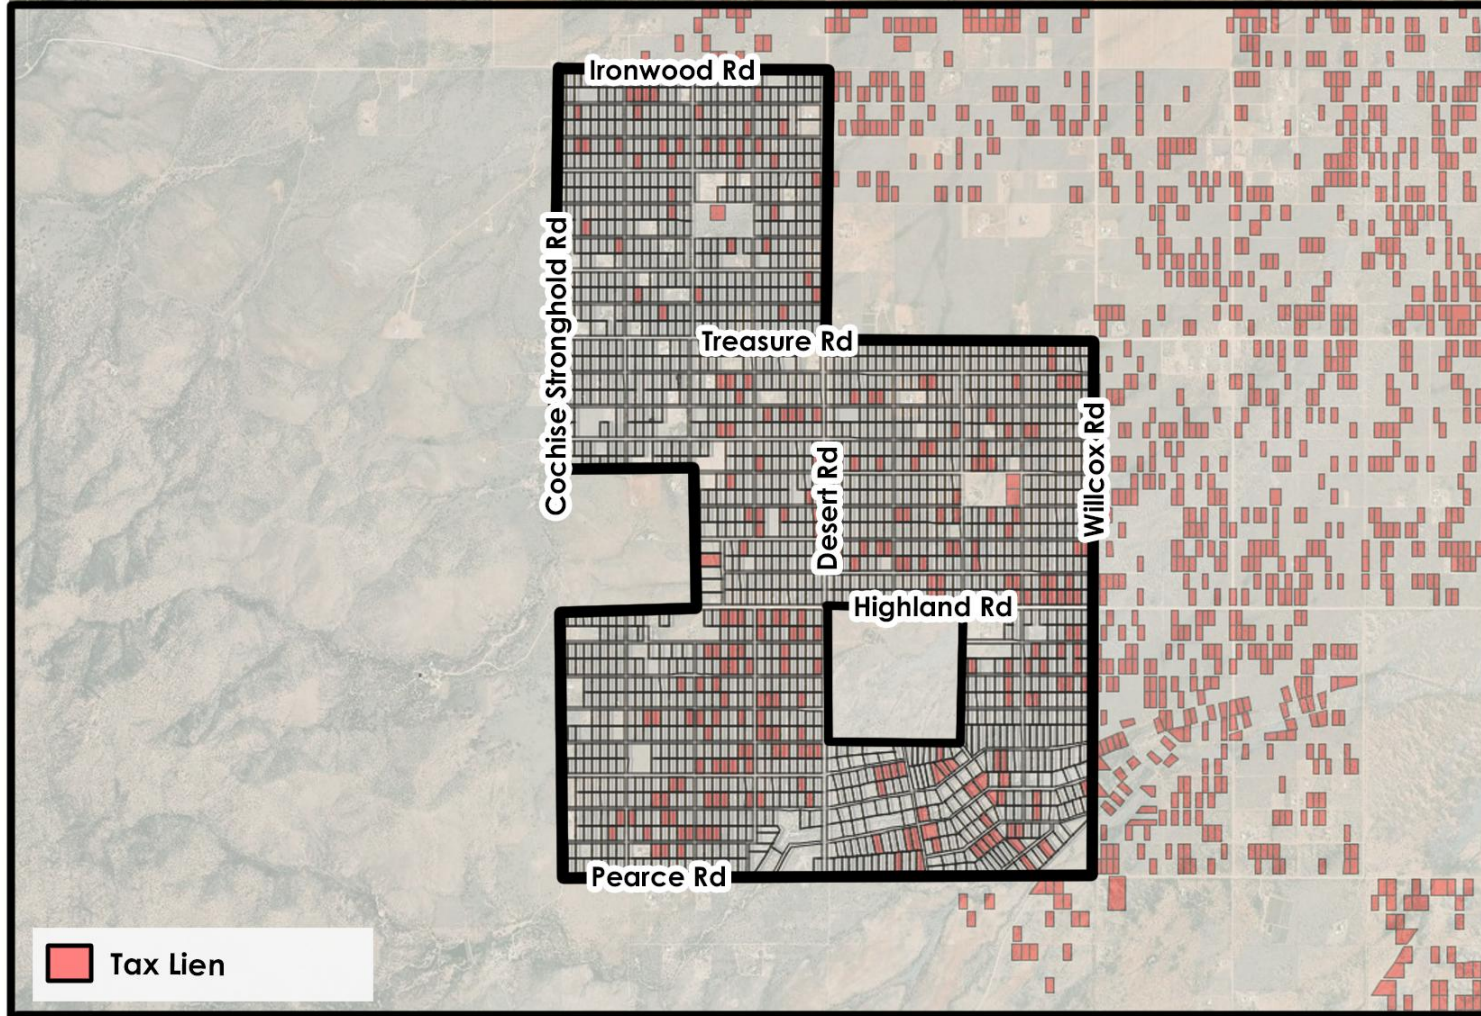 Ironwood Rd
Cochise Stronghold Rd
Treasure Rd
Desert Rd
Willcox Rd
Highland Rd
Pearce Rd
Tax Lien